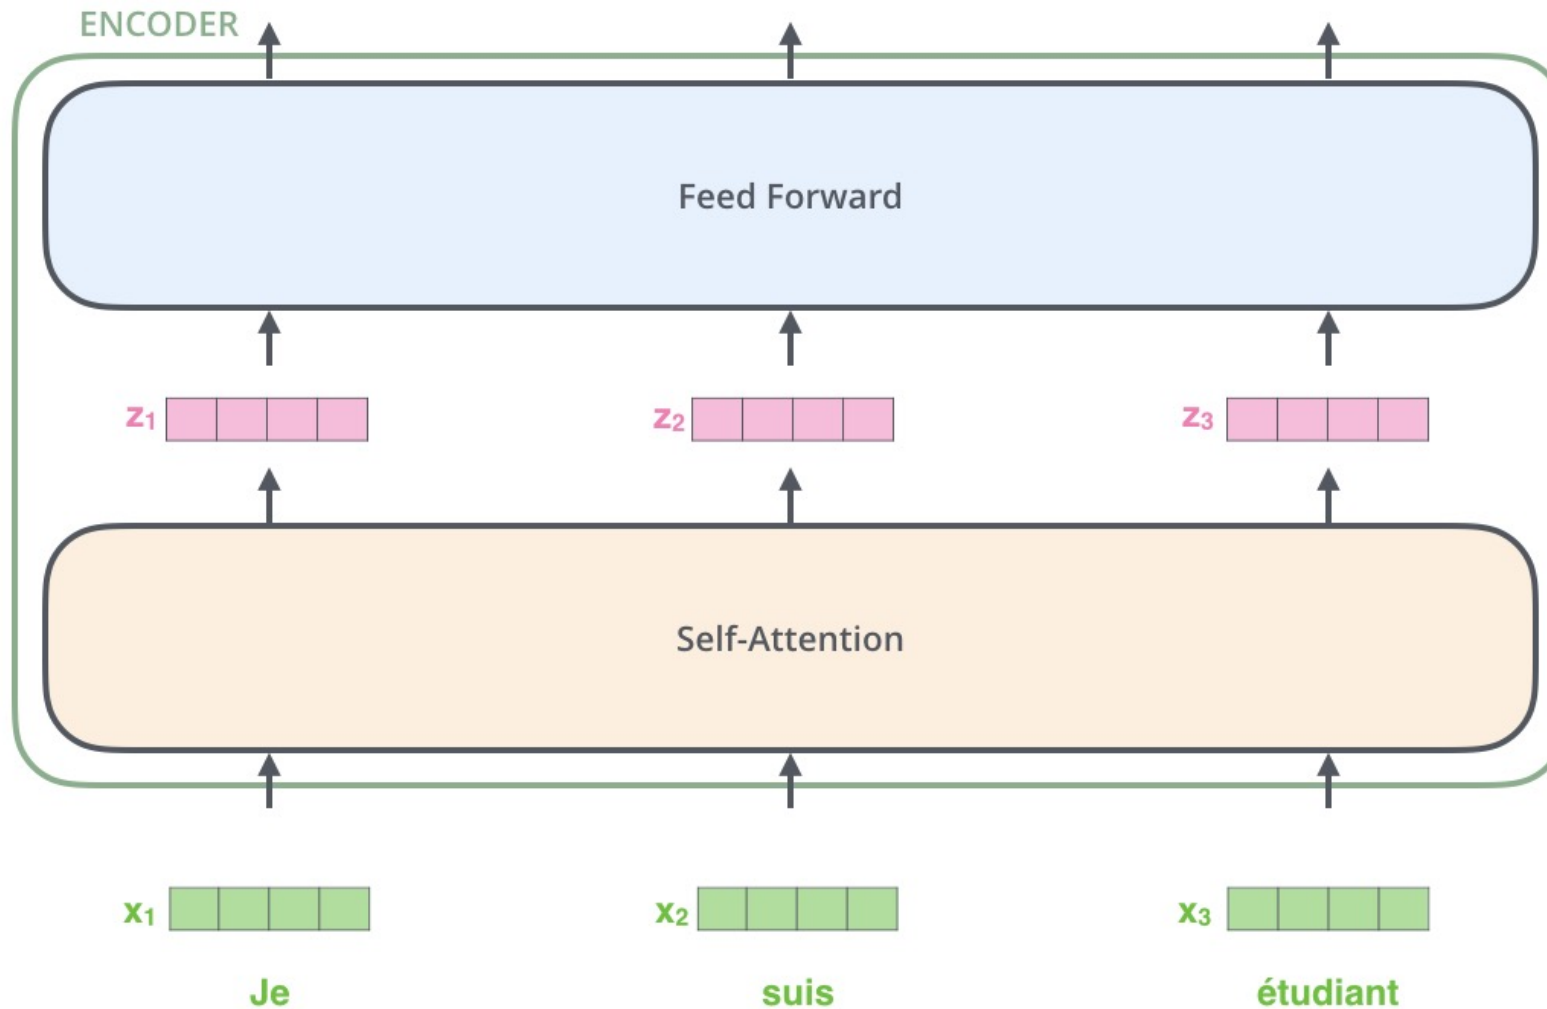 ENCODER
Feed Forward
z₁ z₂ z₃
Self-Attention
x₁ x₂ x₃
Je suis étudiant